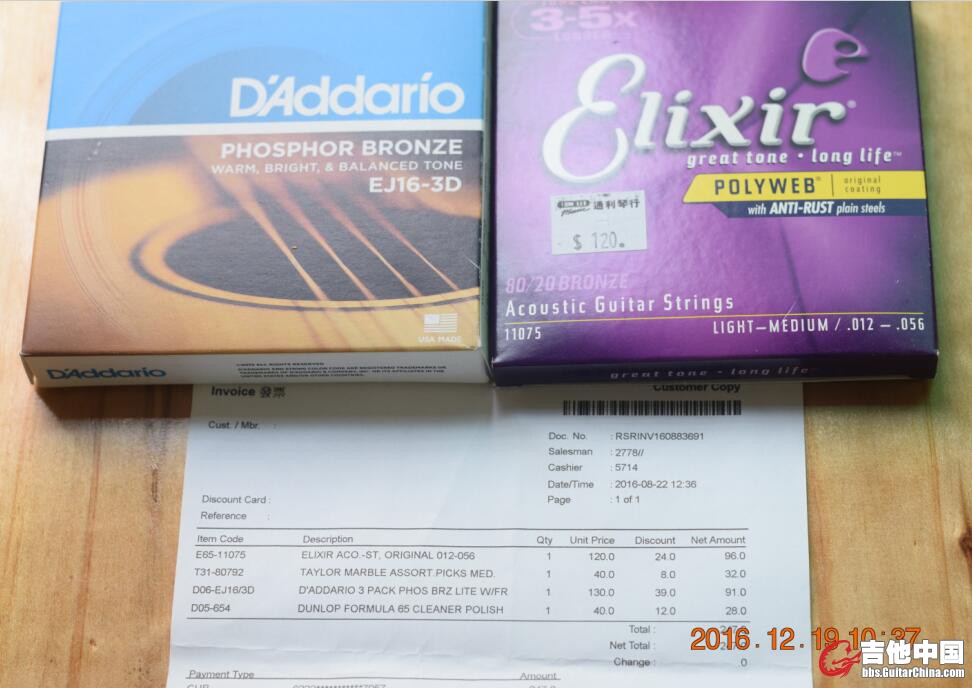 D'Addario
PHOSPHOR BRONZE
WARM, BRIGHT, & BALANCED TONE
EJ16-3D
USA MADE
D'Addario
3-5x
LONGER
Elixir
great tone • long life™
POLYWEB® original coating
with ANTI-RUST plain steels
通利琴行
$ 120.
80/20 BRONZE
Acoustic Guitar Strings
11075 LIGHT–MEDIUM / .012 – .056
great tone • long life™
Invoice 發票 Customer Copy
Cust. / Mbr. :
Doc. No. : RSRINV160883691
Salesman : 2778//
Cashier : 5714
Date/Time : 2016-08-22 12:36
Page : 1 of 1
Discount Card :
Reference :
Item Code Description Qty Unit Price Discount Net Amount
E65-11075 ELIXIR ACO.-ST, ORIGINAL 012-056 1 120.0 24.0 96.0
T31-80792 TAYLOR MARBLE ASSORT.PICKS MED. 1 40.0 8.0 32.0
D06-EJ16/3D D'ADDARIO 3 PACK PHOS BRZ LITE W/FR 1 130.0 39.0 91.0
D05-654 DUNLOP FORMULA 65 CLEANER POLISH 1 40.0 12.0 28.0
Total :
Net Total :
Change : .0
2016.12.19 10:37
Payment Type Amount
吉他中国
bbs.GuitarChina.com